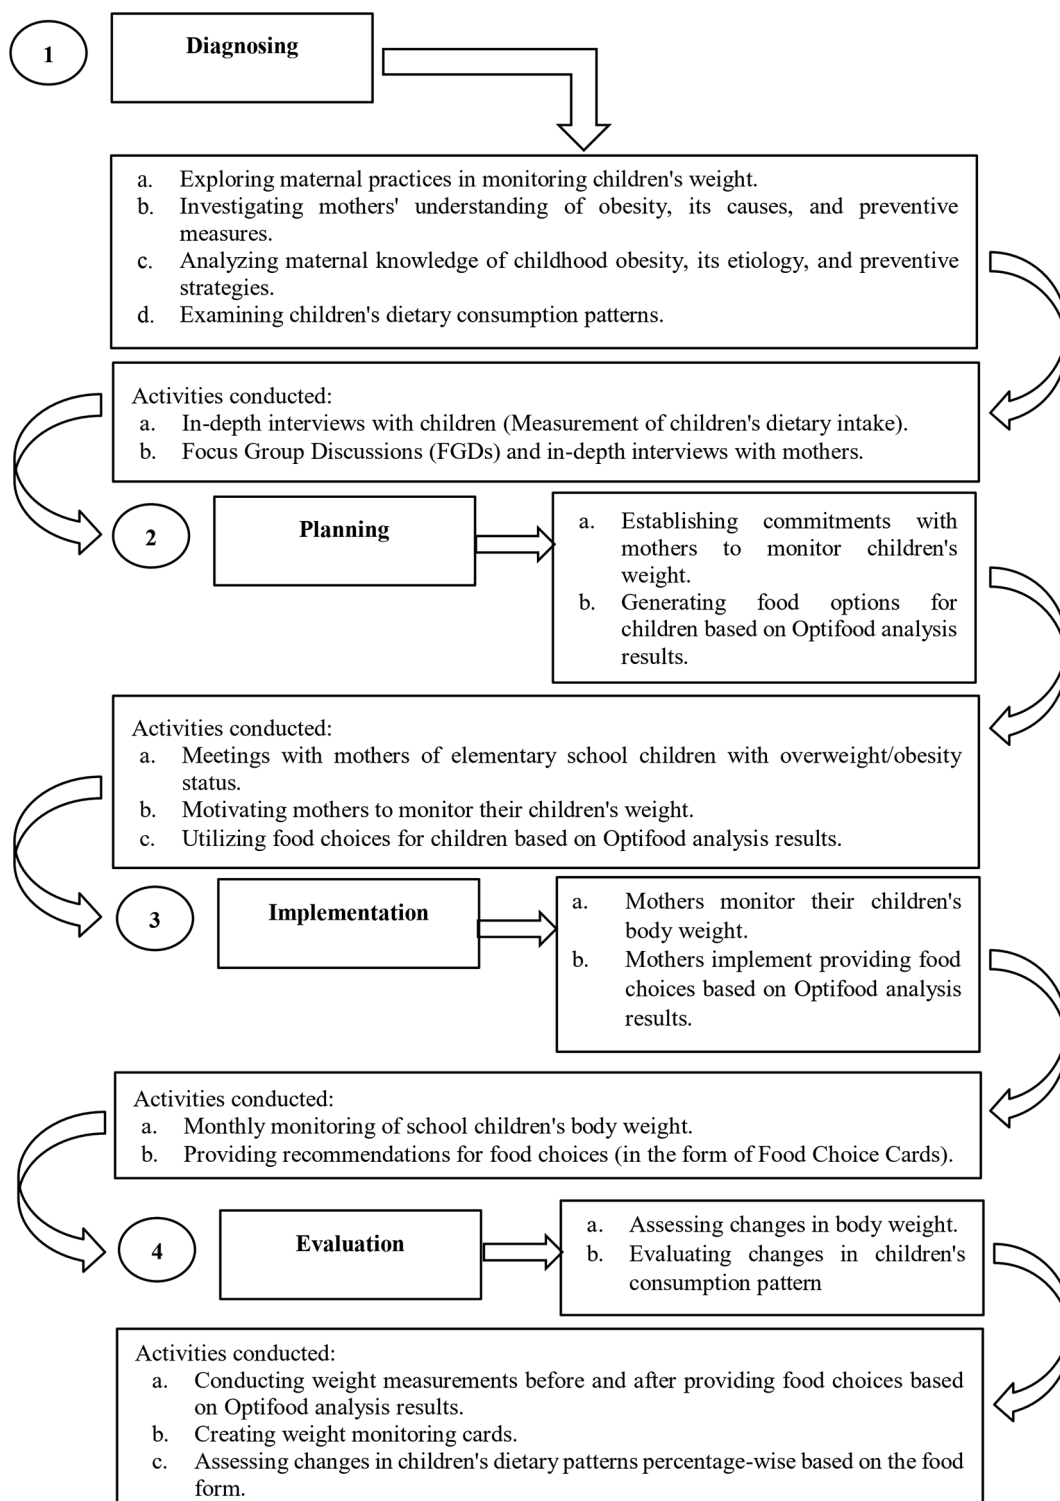 1
Diagnosing
a. Exploring maternal practices in monitoring children's weight.
b. Investigating mothers' understanding of obesity, its causes, and preventive
measures.
c. Analyzing maternal knowledge of childhood obesity, its etiology, and preventive
strategies.
d. Examining children's dietary consumption patterns.
Activities conducted:
a. In-depth interviews with children (Measurement of children's dietary intake).
b. Focus Group Discussions (FGDs) and in-depth interviews with mothers.
2
Planning
a. Establishing commitments with
mothers to monitor children's
weight.
b. Generating food options for
children based on Optifood analysis
results.
Activities conducted:
a. Meetings with mothers of elementary school children with overweight/obesity
status.
b. Motivating mothers to monitor their children's weight.
c. Utilizing food choices for children based on Optifood analysis results.
3
Implementation
a. Mothers monitor their children's
body weight.
b. Mothers implement providing food
choices based on Optifood analysis
results.
Activities conducted:
a. Monthly monitoring of school children's body weight.
b. Providing recommendations for food choices (in the form of Food Choice Cards).
4
Evaluation
a. Assessing changes in body weight.
b. Evaluating changes in children's
consumption pattern
Activities conducted:
a. Conducting weight measurements before and after providing food choices based
on Optifood analysis results.
b. Creating weight monitoring cards.
c. Assessing changes in children's dietary patterns percentage-wise based on the food
form.